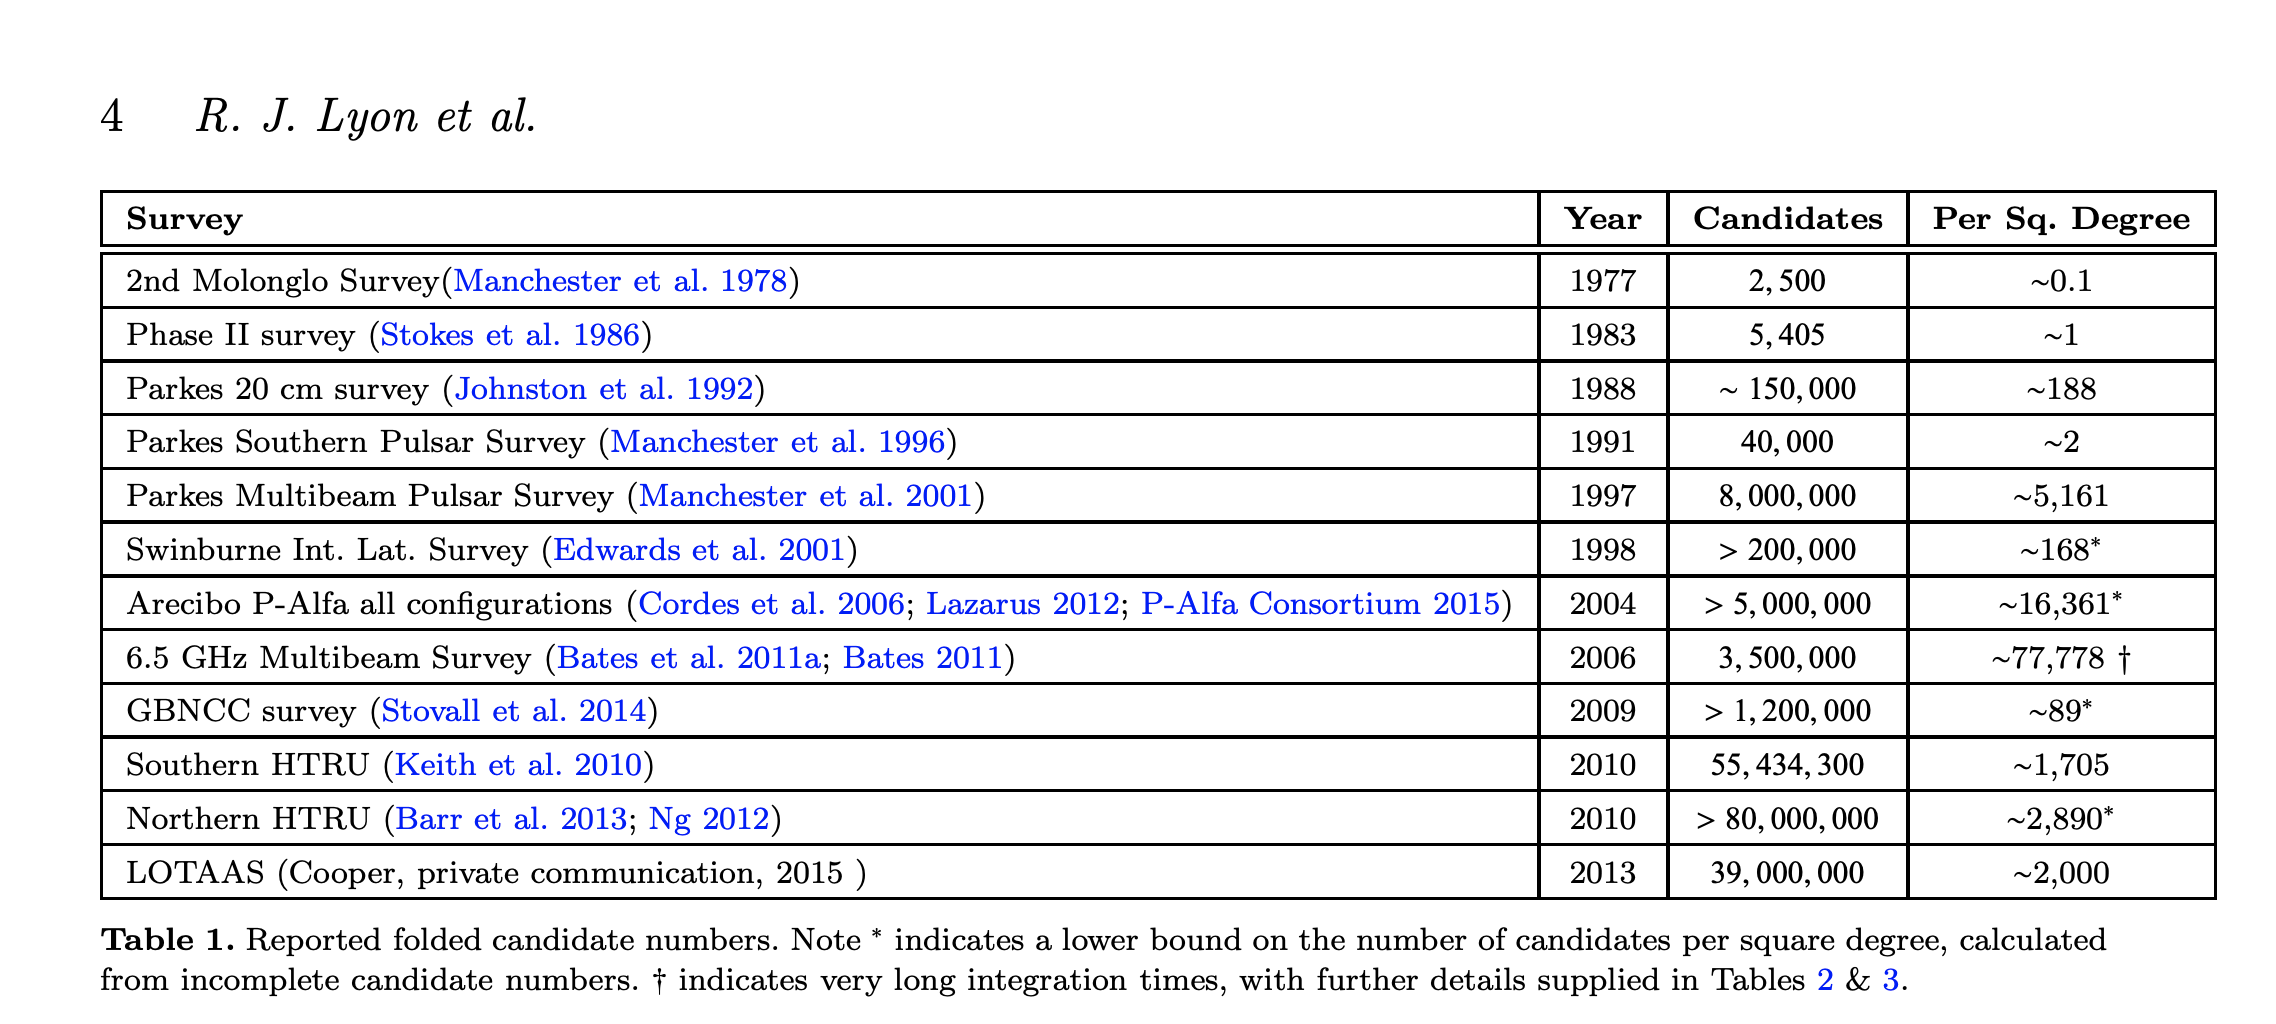 4 R. J. Lyon et al.
Survey Year Candidates Per Sq. Degree
2nd Molonglo Survey(Manchester et al. 1978) 1977 2, 500 ~0.1
Phase II survey (Stokes et al. 1986) 1983 5, 405 ~1
Parkes 20 cm survey (Johnston et al. 1992) 1988 ~ 150, 000 ~188
Parkes Southern Pulsar Survey (Manchester et al. 1996) 1991 40, 000 ~2
Parkes Multibeam Pulsar Survey (Manchester et al. 2001) 1997 8, 000, 000 ~5,161
Swinburne Int. Lat. Survey (Edwards et al. 2001) 1998 > 200, 000 ~168*
Arecibo P-Alfa all configurations (Cordes et al. 2006; Lazarus 2012; P-Alfa Consortium 2015) 2004 > 5, 000, 000 ~16,361*
6.5 GHz Multibeam Survey (Bates et al. 2011a; Bates 2011) 2006 3, 500, 000 ~77,778 †
GBNCC survey (Stovall et al. 2014) 2009 > 1, 200, 000 ~89*
Southern HTRU (Keith et al. 2010) 2010 55, 434, 300 ~1,705
Northern HTRU (Barr et al. 2013; Ng 2012) 2010 > 80, 000, 000 ~2,890*
LOTAAS (Cooper, private communication, 2015 ) 2013 39, 000, 000 ~2,000
Table 1. Reported folded candidate numbers. Note * indicates a lower bound on the number of candidates per square degree, calculated
from incomplete candidate numbers. † indicates very long integration times, with further details supplied in Tables 2 & 3.